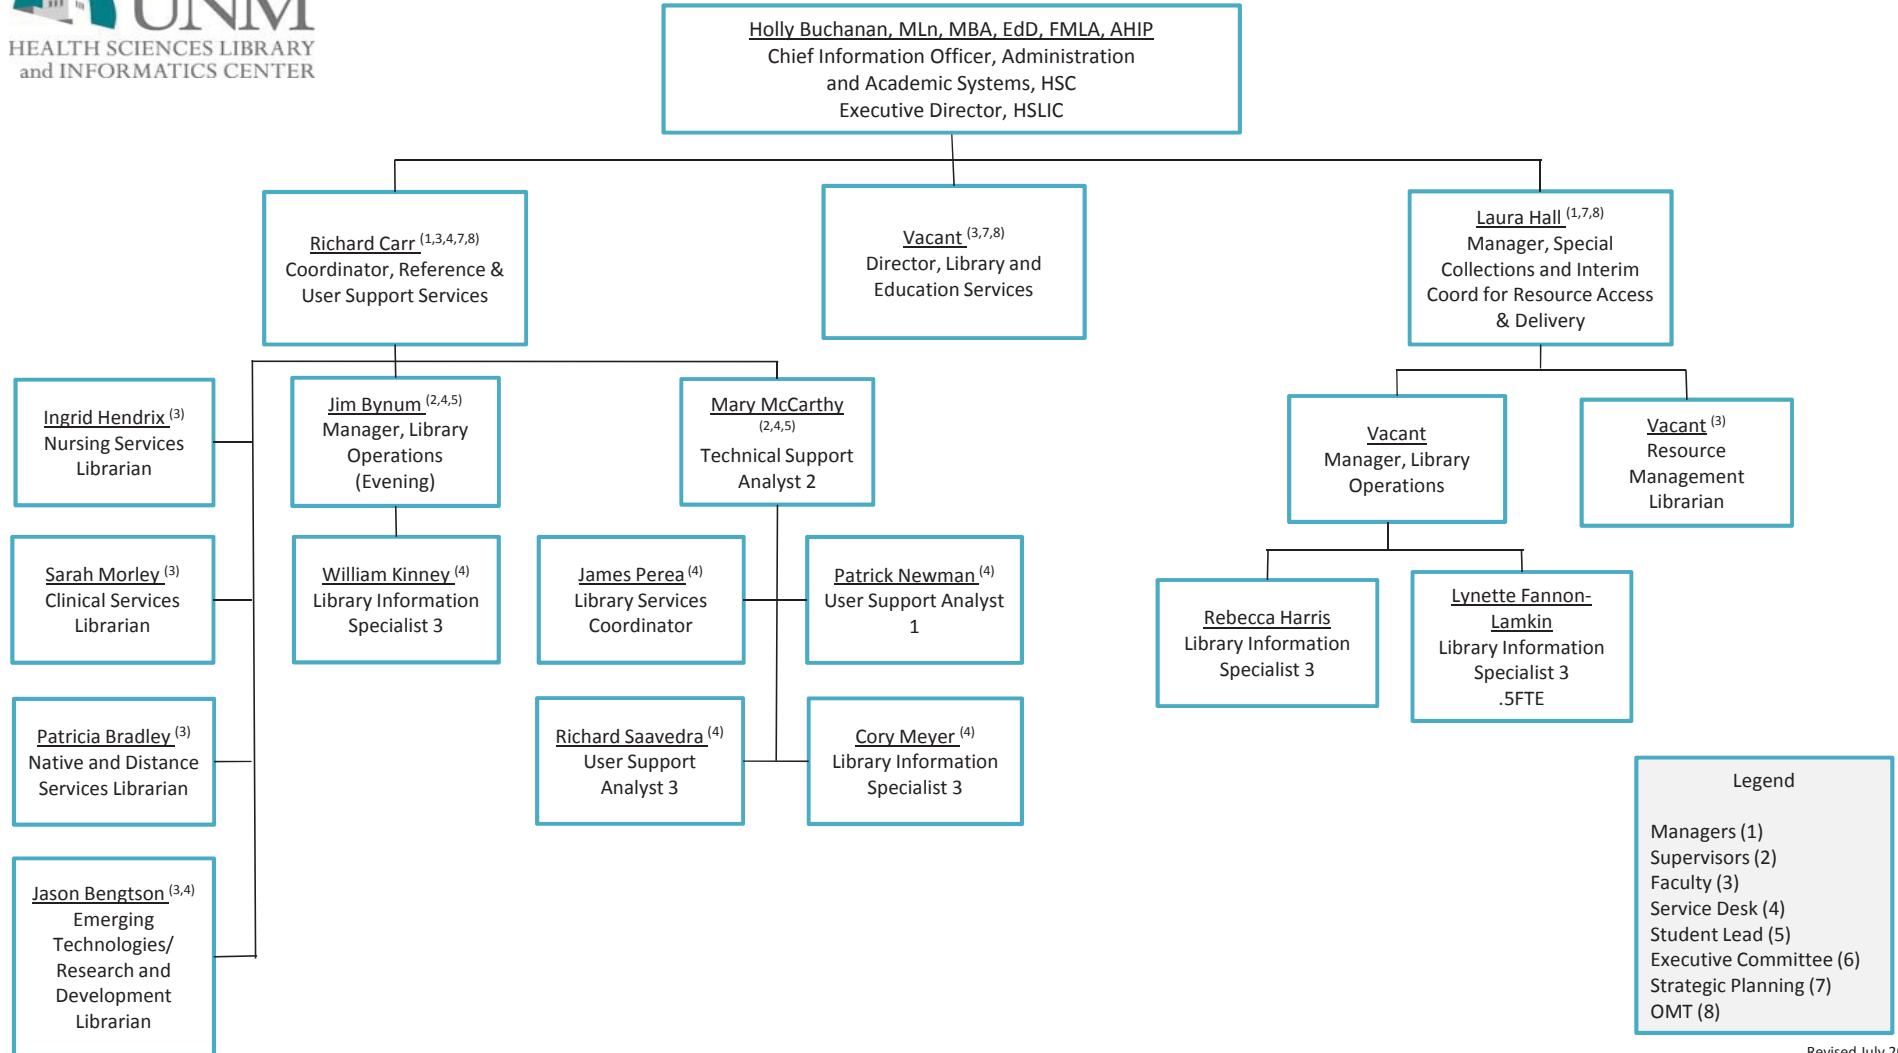 UNM
HEALTH SCIENCES LIBRARY
and INFORMATICS CENTER
Holly Buchanan, MLn, MBA, EdD, FMLA, AHIP
Chief Information Officer, Administration
and Academic Systems, HSC
Executive Director, HSLIC
Richard Carr (1,3,4,7,8)
Coordinator, Reference &
User Support Services
Vacant (3,7,8)
Director, Library and
Education Services
Laura Hall (1,7,8)
Manager, Special
Collections and Interim
Coord for Resource Access
& Delivery
Ingrid Hendrix (3)
Nursing Services
Librarian
Jim Bynum (2,4,5)
Manager, Library
Operations
(Evening)
Mary McCarthy
(2,4,5)
Technical Support
Analyst 2
Vacant
Manager, Library
Operations
Vacant (3)
Resource
Management
Librarian
Sarah Morley (3)
Clinical Services
Librarian
William Kinney (4)
Library Information
Specialist 3
James Perea (4)
Library Services
Coordinator
Patrick Newman (4)
User Support Analyst
1
Rebecca Harris
Library Information
Specialist 3
Lynette Fannon-
Lamkin
Library Information
Specialist 3
.5FTE
Patricia Bradley (3)
Native and Distance
Services Librarian
Richard Saavedra (4)
User Support
Analyst 3
Cory Meyer (4)
Library Information
Specialist 3
Jason Bengtson (3,4)
Emerging
Technologies/
Research and
Development
Librarian
Legend
Managers (1)
Supervisors (2)
Faculty (3)
Service Desk (4)
Student Lead (5)
Executive Committee (6)
Strategic Planning (7)
OMT (8)
Revised July